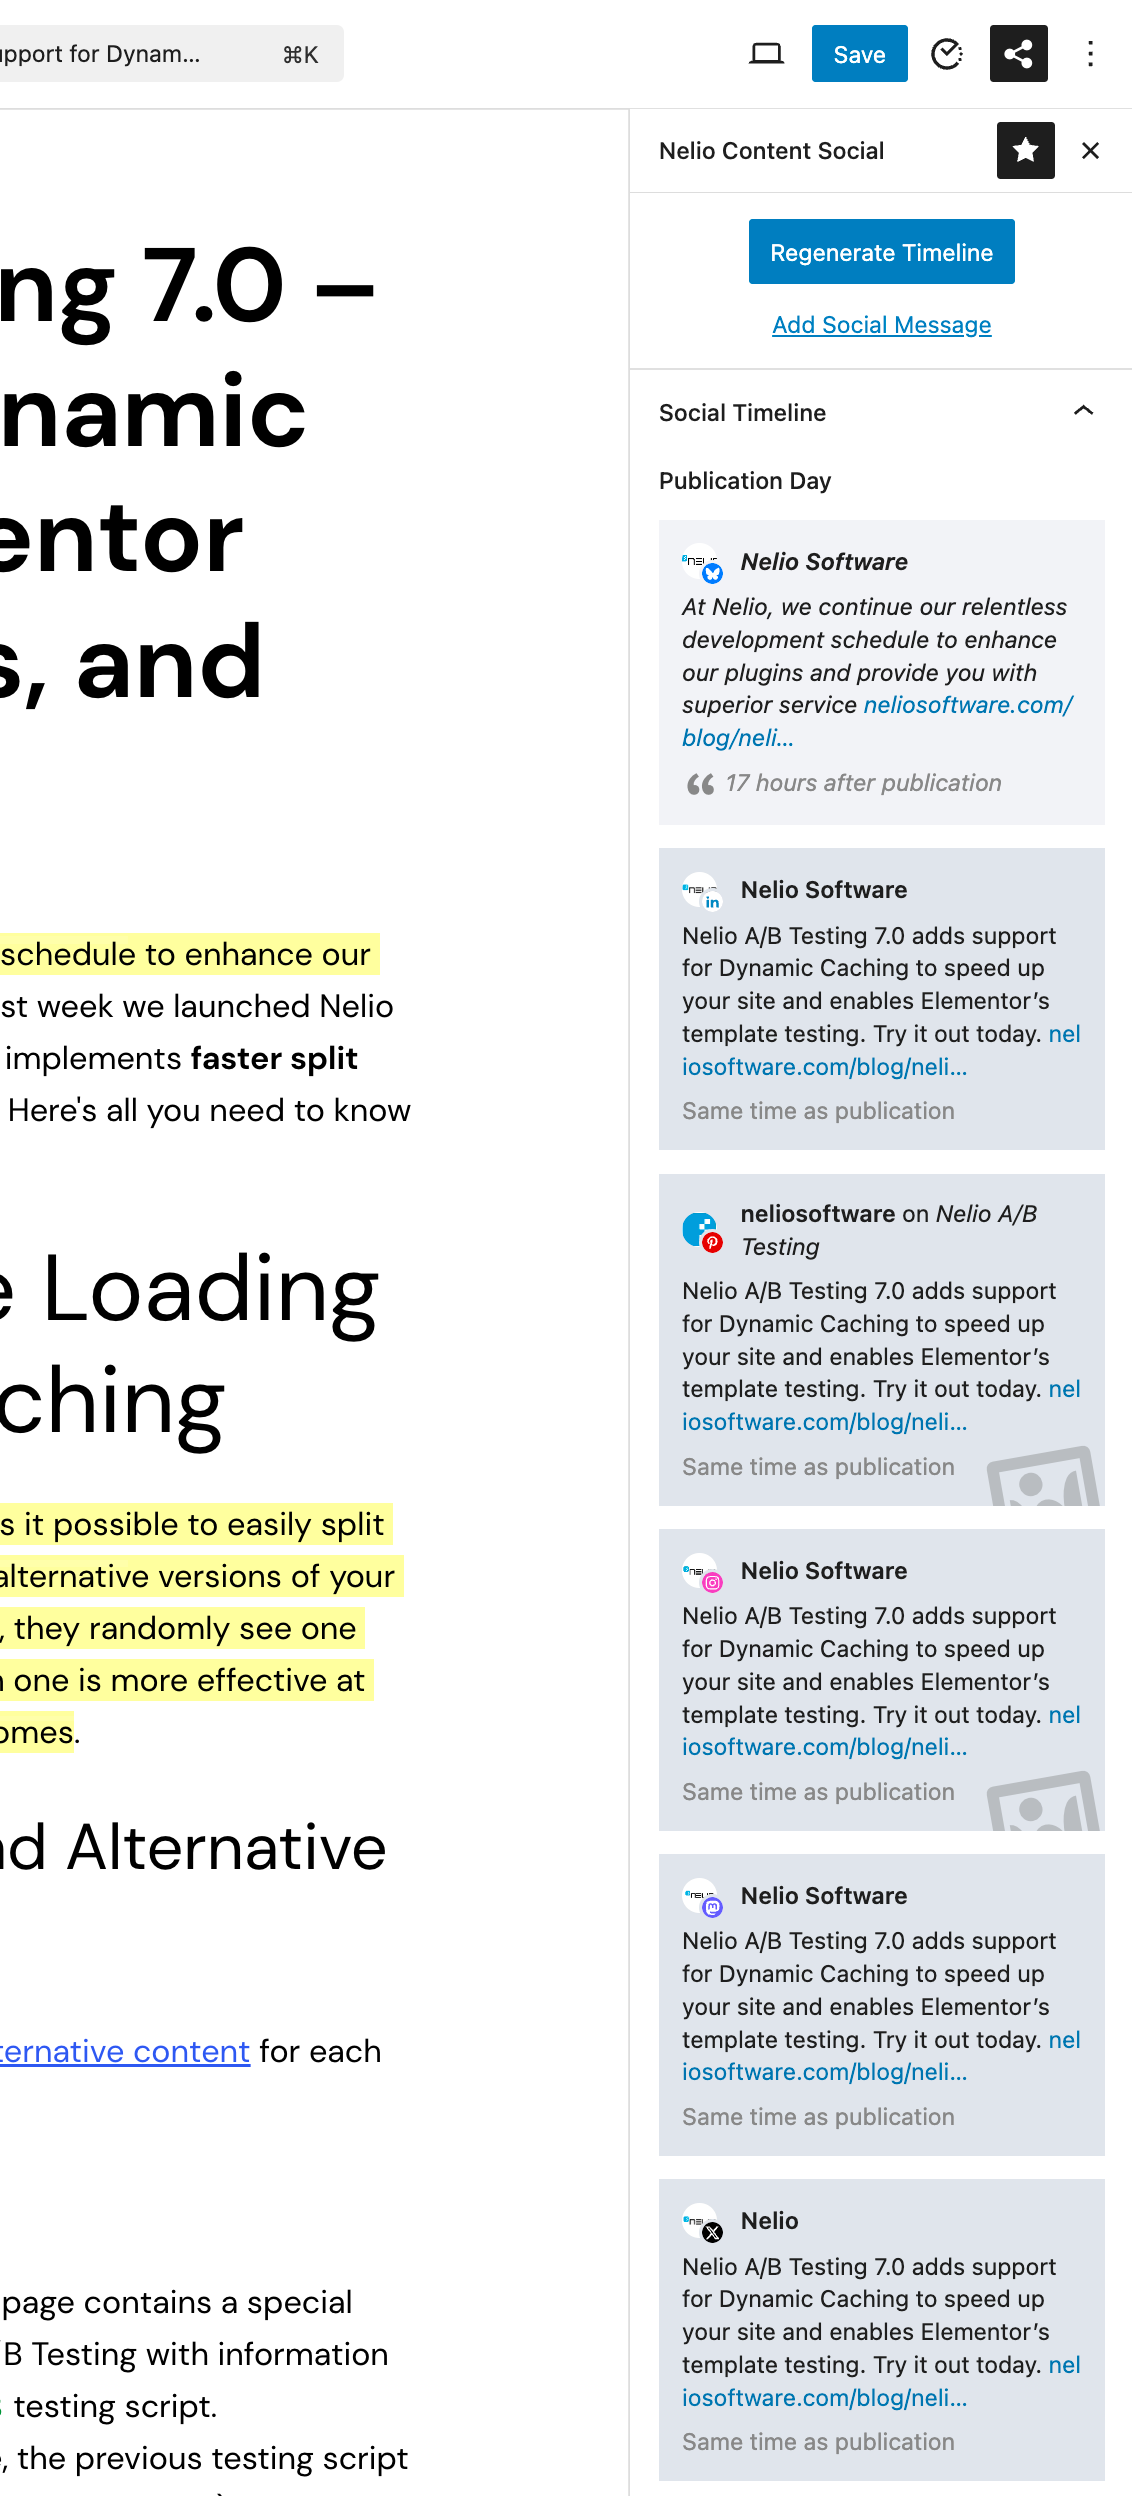 upport for Dynam... ⌘K
Save
Nelio Content Social
Regenerate Timeline
Add Social Message
Social Timeline
Publication Day
Nelio Software
At Nelio, we continue our relentless
development schedule to enhance
our plugins and provide you with
superior service neliosoftware.com/
blog/neli...
17 hours after publication
Nelio Software
Nelio A/B Testing 7.0 adds support
for Dynamic Caching to speed up
your site and enables Elementor’s
template testing. Try it out today. nel
iosoftware.com/blog/neli...
Same time as publication
neliosoftware on Nelio A/B
Testing
Nelio A/B Testing 7.0 adds support
for Dynamic Caching to speed up
your site and enables Elementor’s
template testing. Try it out today. nel
iosoftware.com/blog/neli...
Same time as publication
Nelio Software
Nelio A/B Testing 7.0 adds support
for Dynamic Caching to speed up
your site and enables Elementor’s
template testing. Try it out today. nel
iosoftware.com/blog/neli...
Same time as publication
Nelio Software
Nelio A/B Testing 7.0 adds support
for Dynamic Caching to speed up
your site and enables Elementor’s
template testing. Try it out today. nel
iosoftware.com/blog/neli...
Same time as publication
Nelio
Nelio A/B Testing 7.0 adds support
for Dynamic Caching to speed up
your site and enables Elementor’s
template testing. Try it out today. nel
iosoftware.com/blog/neli...
Same time as publication
ng 7.0 –
namic
entor
s, and
schedule to enhance our
st week we launched Nelio
implements faster split
Here's all you need to know
e Loading
ching
s it possible to easily split
alternative versions of your
, they randomly see one
n one is more effective at
omes.
nd Alternative
ternative content for each
page contains a special
/B Testing with information
testing script.
, the previous testing script